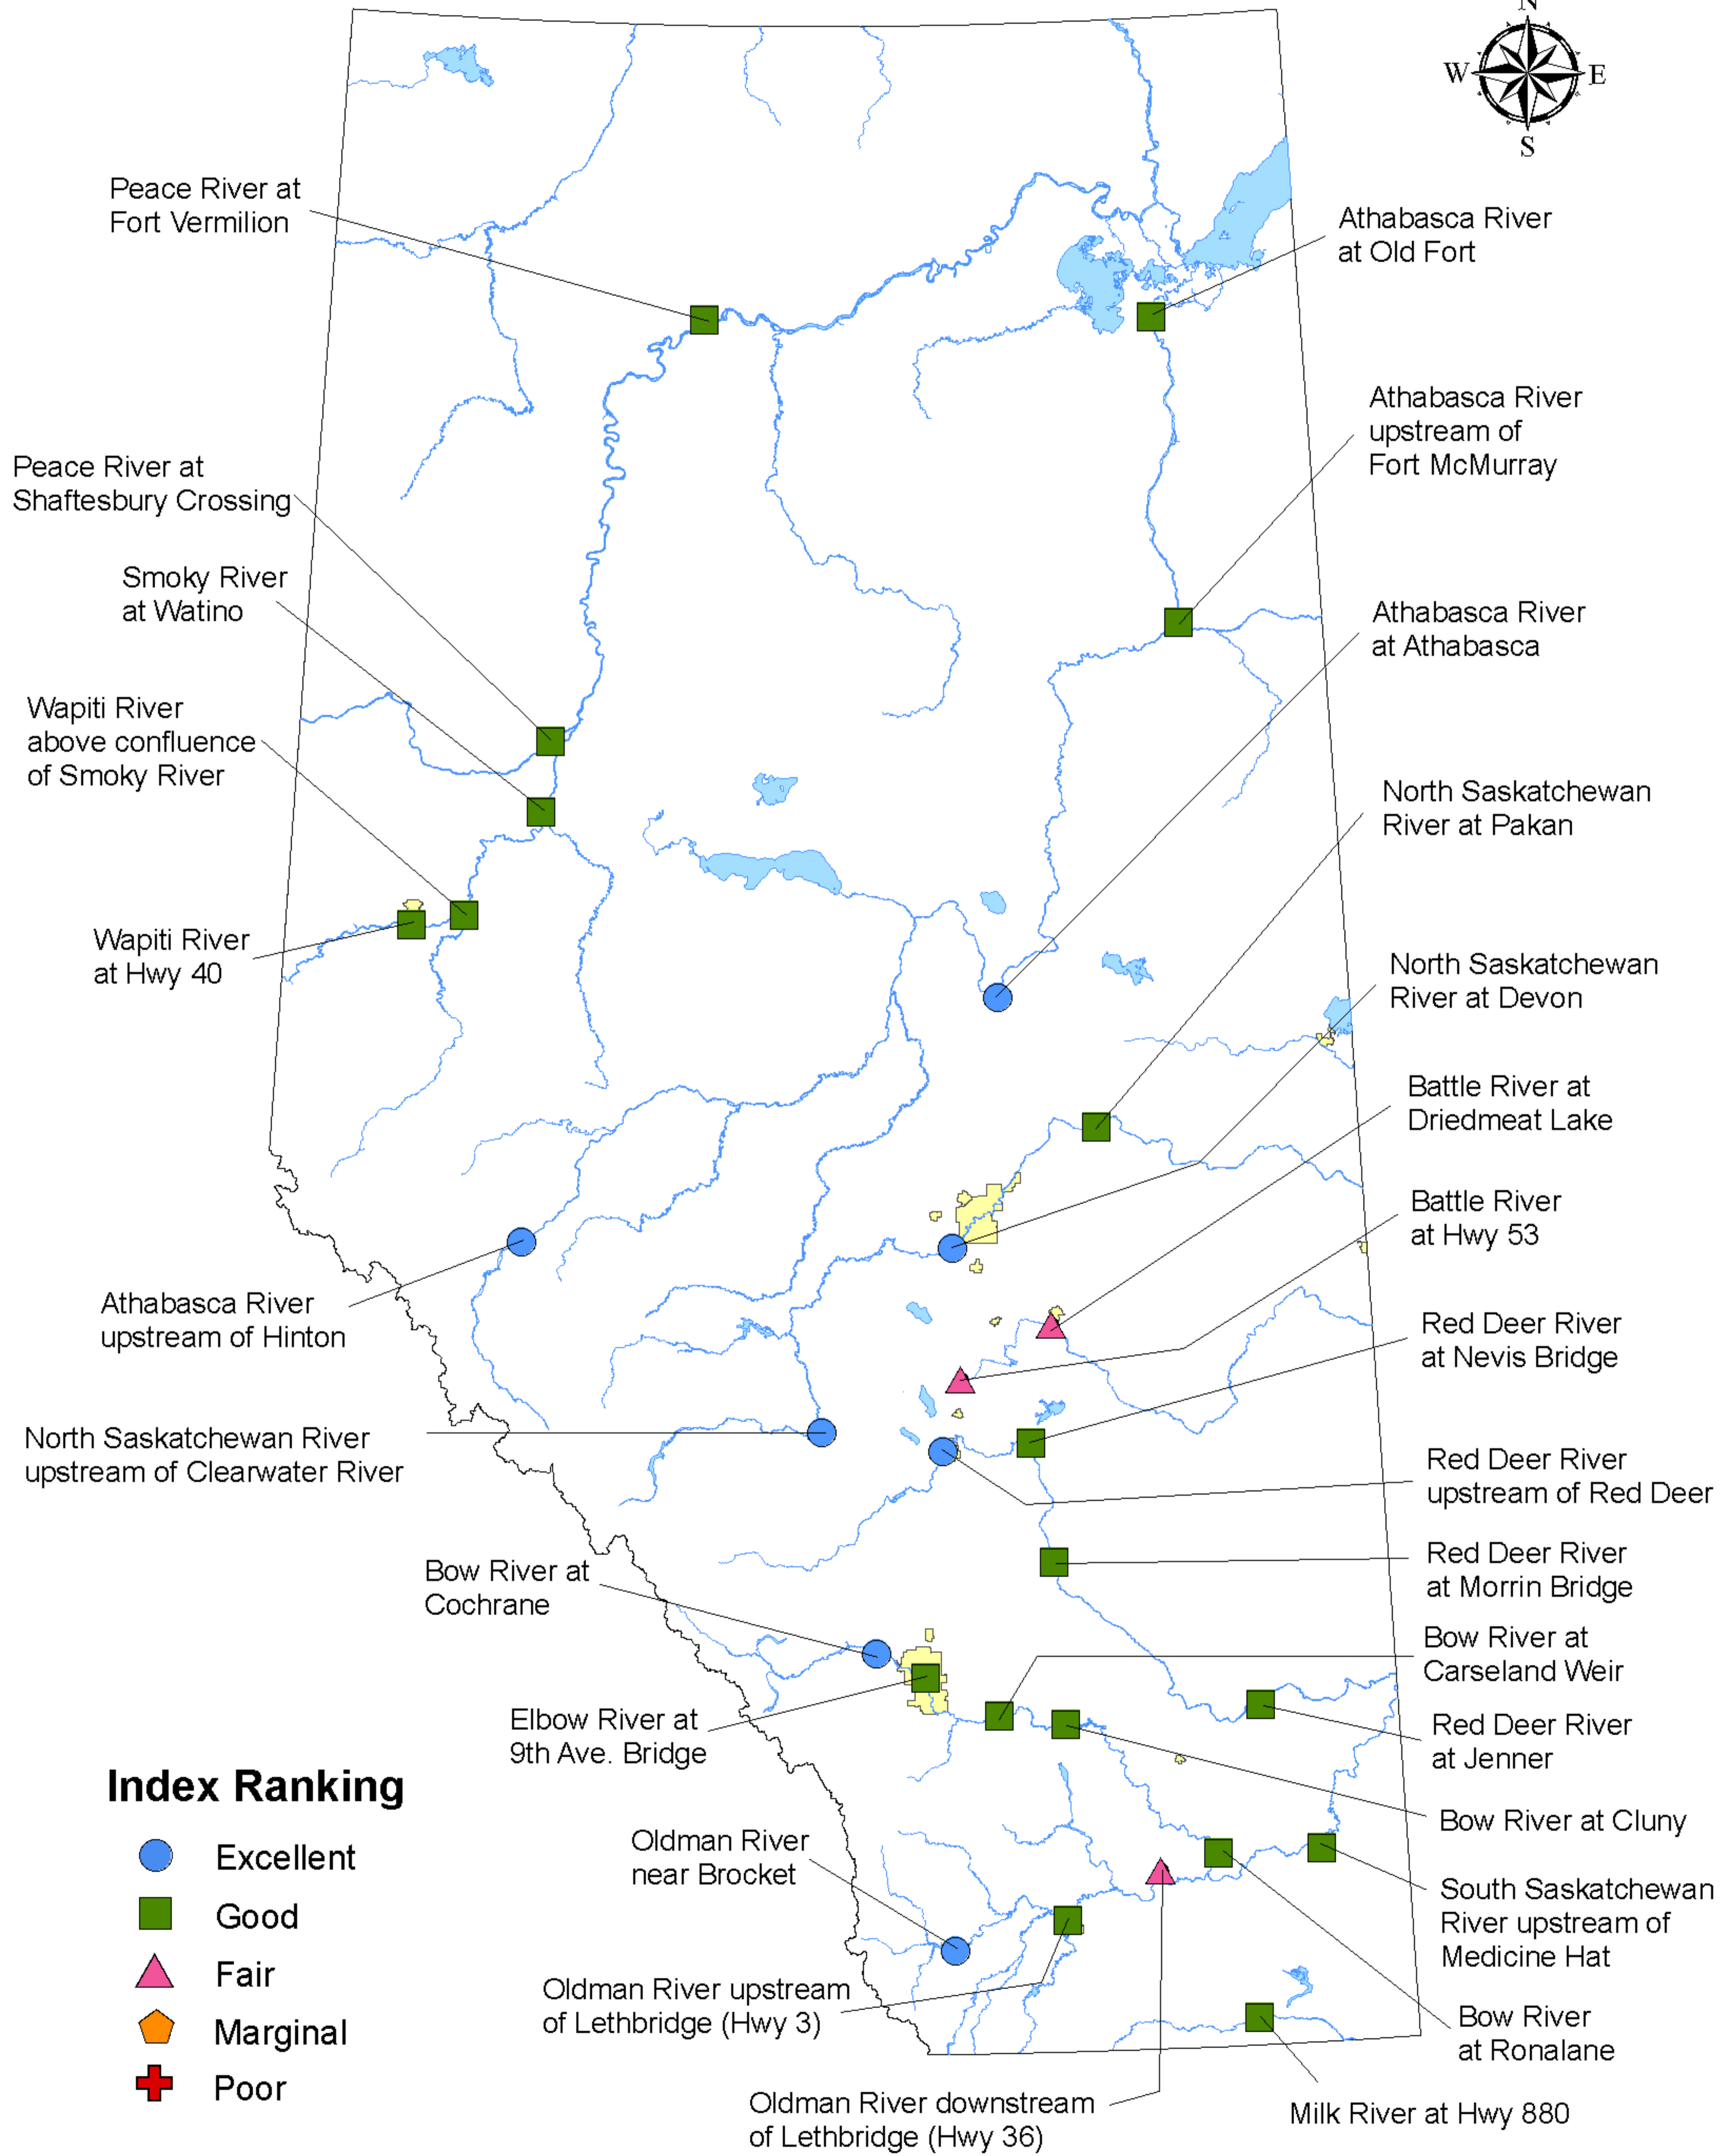 N
W
E
S
Peace River at
Fort Vermilion
Athabasca River
at Old Fort
Athabasca River
upstream of
Fort McMurray
Peace River at
Shaftesbury Crossing
Smoky River
at Watino
Athabasca River
at Athabasca
Wapiti River
above confluence
of Smoky River
North Saskatchewan
River at Pakan
Wapiti River
at Hwy 40
North Saskatchewan
River at Devon
Battle River at
Driedmeat Lake
Battle River
at Hwy 53
Athabasca River
upstream of Hinton
Red Deer River
at Nevis Bridge
North Saskatchewan River
upstream of Clearwater River
Red Deer River
upstream of Red Deer
Bow River at
Cochrane
Red Deer River
at Morrin Bridge
Bow River at
Carseland Weir
Elbow River at
9th Ave. Bridge
Red Deer River
at Jenner
Bow River at Cluny
Oldman River
near Brocket
South Saskatchewan
River upstream of
Medicine Hat
Oldman River upstream
of Lethbridge (Hwy 3)
Bow River
at Ronalane
Oldman River downstream
of Lethbridge (Hwy 36)
Milk River at Hwy 880
Index Ranking
Excellent
Good
Fair
Marginal
Poor